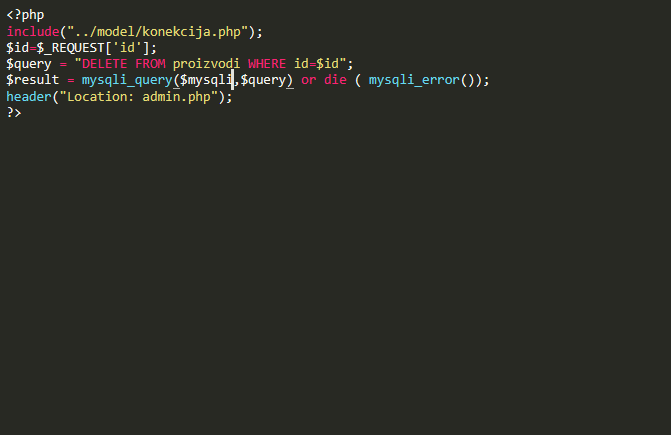 <?php
include("../model/konekcija.php");
$id=$_REQUEST['id'];
$query = "DELETE FROM proizvodi WHERE id=$id";
$result = mysqli_query($mysqli,$query) or die ( mysqli_error());
header("Location: admin.php");
?>